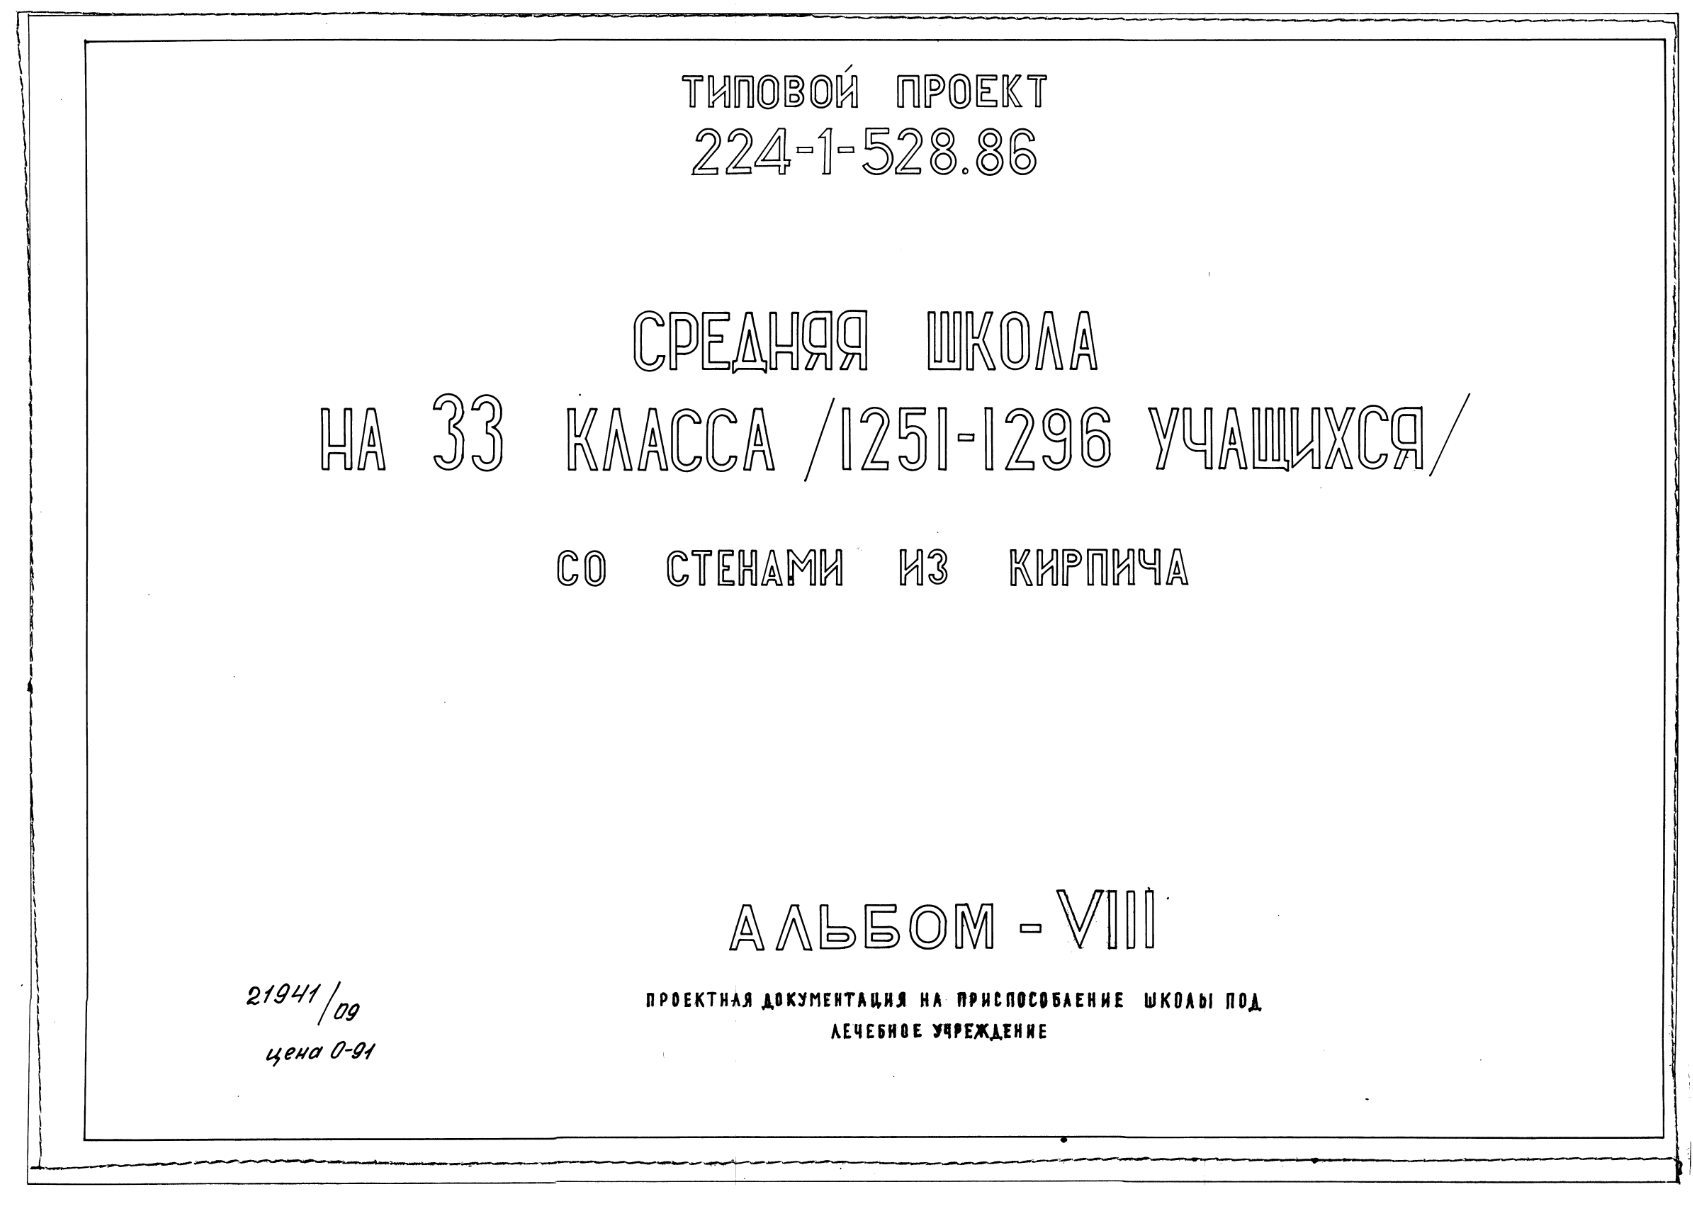 ТИПОВОЙ ПРОЕКТ
224-1-528.86
СРЕДНЯЯ ШКОЛА
НА 33 КЛАССА /1251-1296 УЧАЩИХСЯ/
СО СТЕНАМИ ИЗ КИРПИЧА
АЛЬБОМ - VIII
ПРОЕКТНАЯ ДОКУМЕНТАЦИЯ НА ПРИСПОСОБЛЕНИЕ ШКОЛЫ ПОД
ЛЕЧЕБНОЕ УЧРЕЖДЕНИЕ
21941/09
цена 0-91